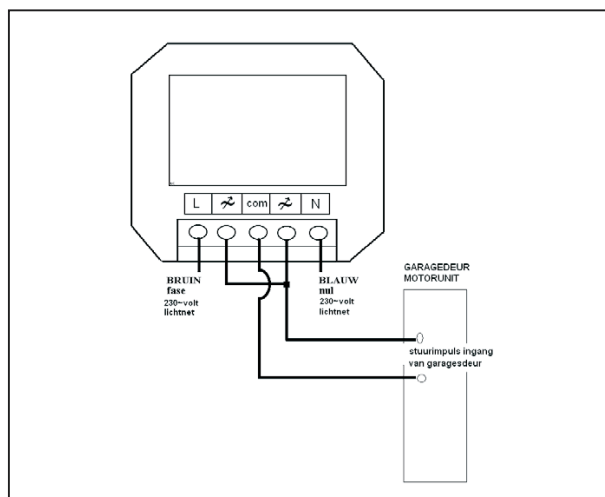 L com N
BRUIN
fase
230~volt
lichtnet
BLAUW
nul
230~volt
lichtnet
GARAGEDEUR
MOTORUNIT
stuurimpuls ingang
van garagesdeur